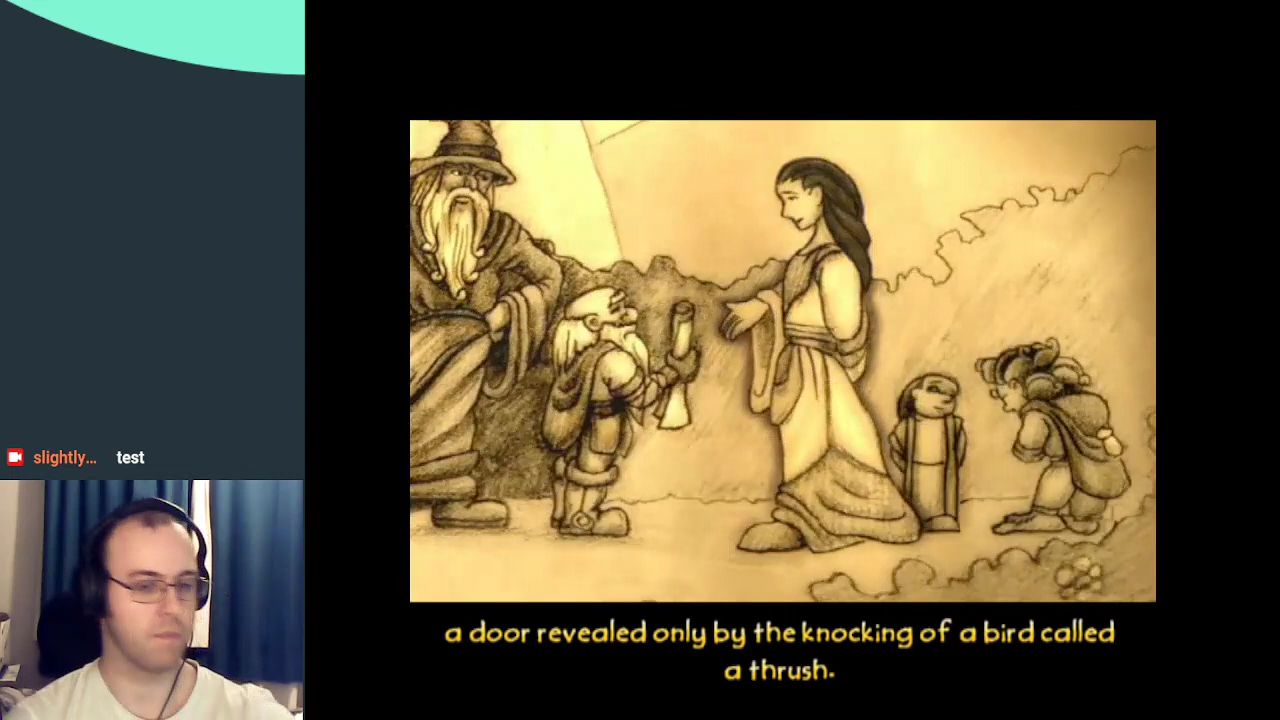 slightly... test
a door revealed only by the knocking of a bird called
a thrush.